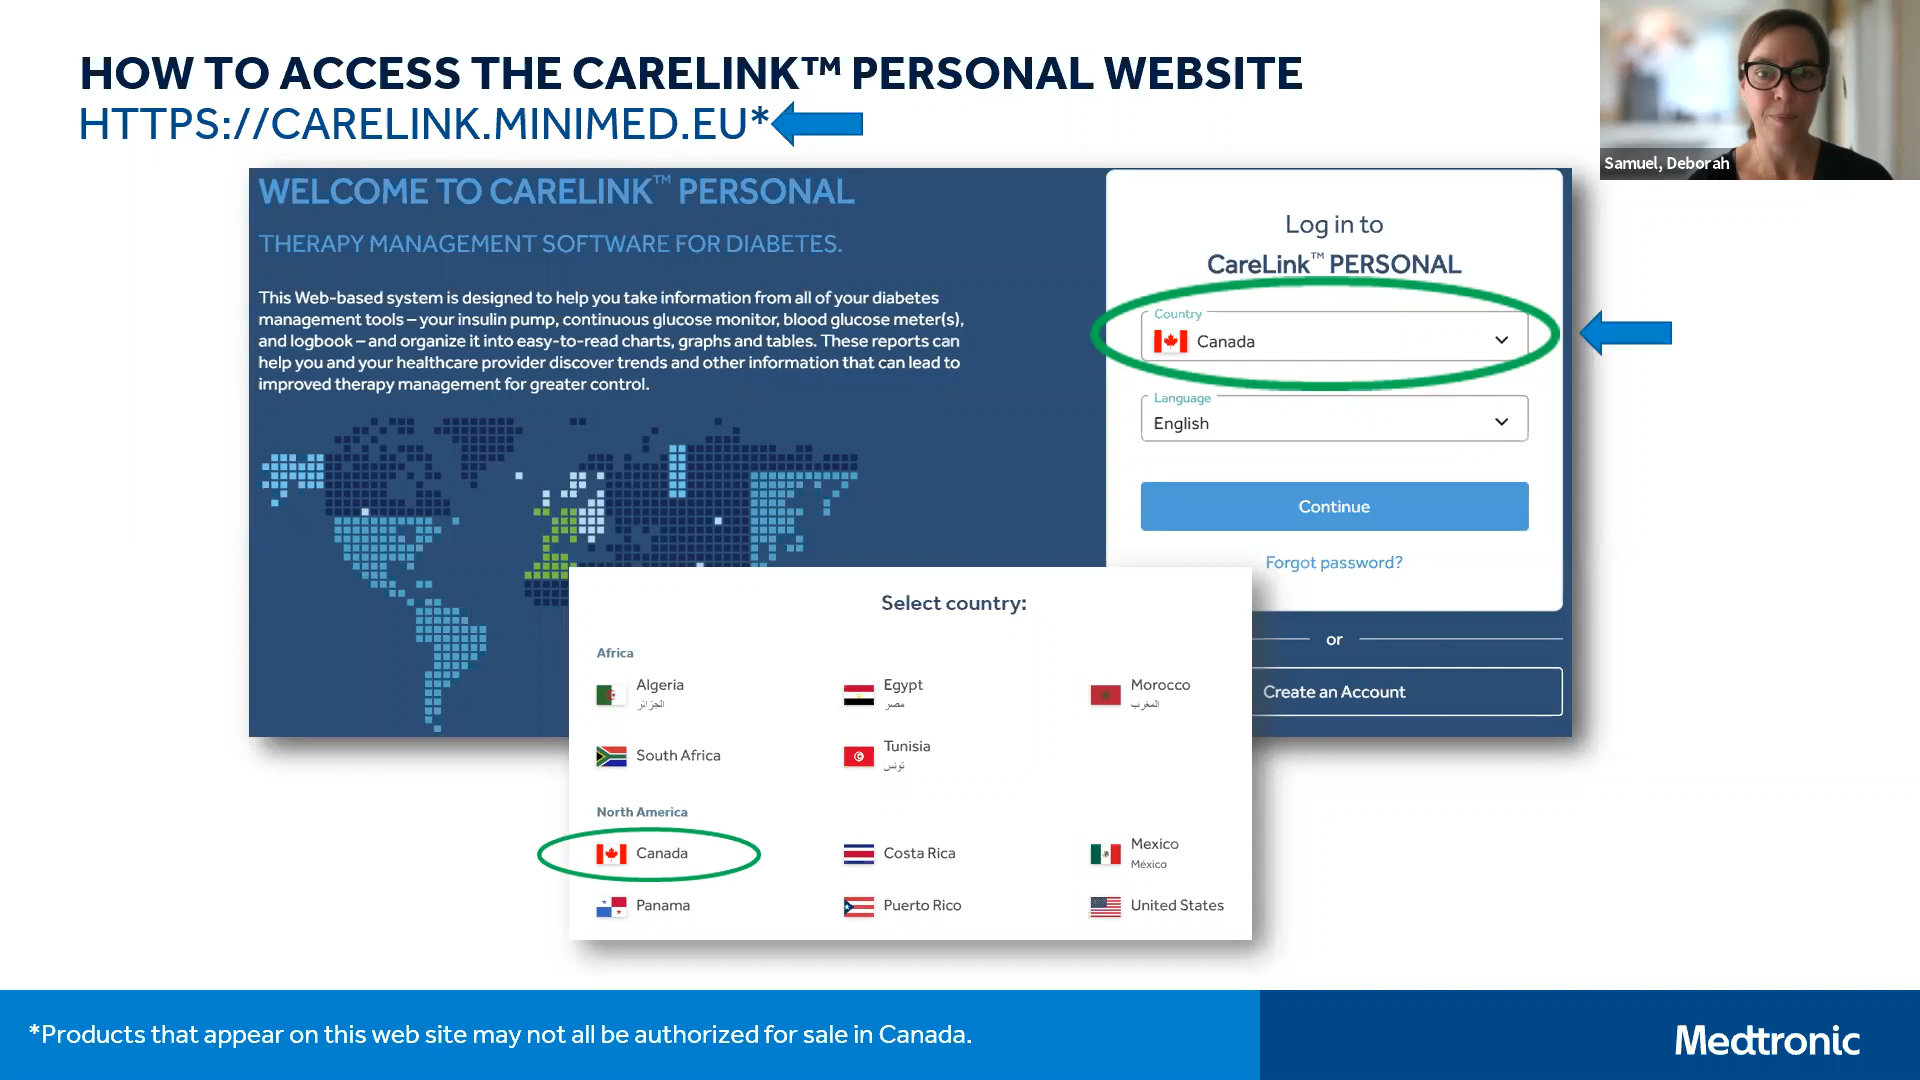 HOW TO ACCESS THE CARELINK™ PERSONAL WEBSITE
HTTPS://CARELINK.MINIMED.EU*
Samuel, Deborah
WELCOME TO CARELINK™ PERSONAL
THERAPY MANAGEMENT SOFTWARE FOR DIABETES.
This Web-based system is designed to help you take information from all of your diabetes
management tools – your insulin pump, continuous glucose monitor, blood glucose meter(s),
and logbook – and organize it into easy-to-read charts, graphs and tables. These reports can
help you and your healthcare provider discover trends and other information that can lead to
improved therapy management for greater control.
Log in to
CareLink™ PERSONAL
Country
Canada
Language
English
Continue
Forgot password?
or
Create an Account
Select country:
Africa
Algeria
الجزائر
Egypt
مصر
Morocco
المغرب
South Africa
Tunisia
تونس
North America
Canada
Costa Rica
Mexico
México
Panama
Puerto Rico
United States
*Products that appear on this web site may not all be authorized for sale in Canada.
Medtronic